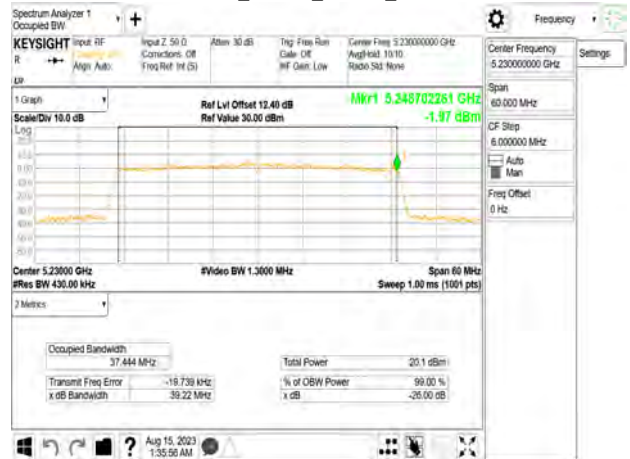 Spectrum Analyzer 1
Occupied BW
Frequency
KEYSIGHT
Input: RF
Input Z: 50 Ω
Atten: 30 dB
Trig: Free Run
Center Freq: 5.230000000 GHz
R
Corrections: Off
Gate: Off
Avg|Hold: 10/10
Align: Auto
Freq Ref: Int (S)
#IF Gain: Low
Radio Std: None
Center Frequency
5.230000000 GHz
Settings
Span
60.000 MHz
CF Step
6.000000 MHz
Auto
Man
Freq Offset
0 Hz
1 Graph
Scale/Div 10.0 dB
Ref Lvl Offset 12.40 dB
Ref Value 30.00 dBm
Mkr1 5.248702261 GHz
-1.97 dBm
Log
Center 5.23000 GHz
#Video BW 1.3000 MHz
Span 60 MHz
#Res BW 430.00 kHz
Sweep 1.00 ms (1001 pts)
2 Metrics
Occupied Bandwidth
37.444 MHz
Total Power
20.1 dBm
Transmit Freq Error
-19.739 kHz
% of OBW Power
99.00 %
x dB Bandwidth
39.22 MHz
x dB
-26.00 dB
?
Aug 15, 2023
1:35:56 AM